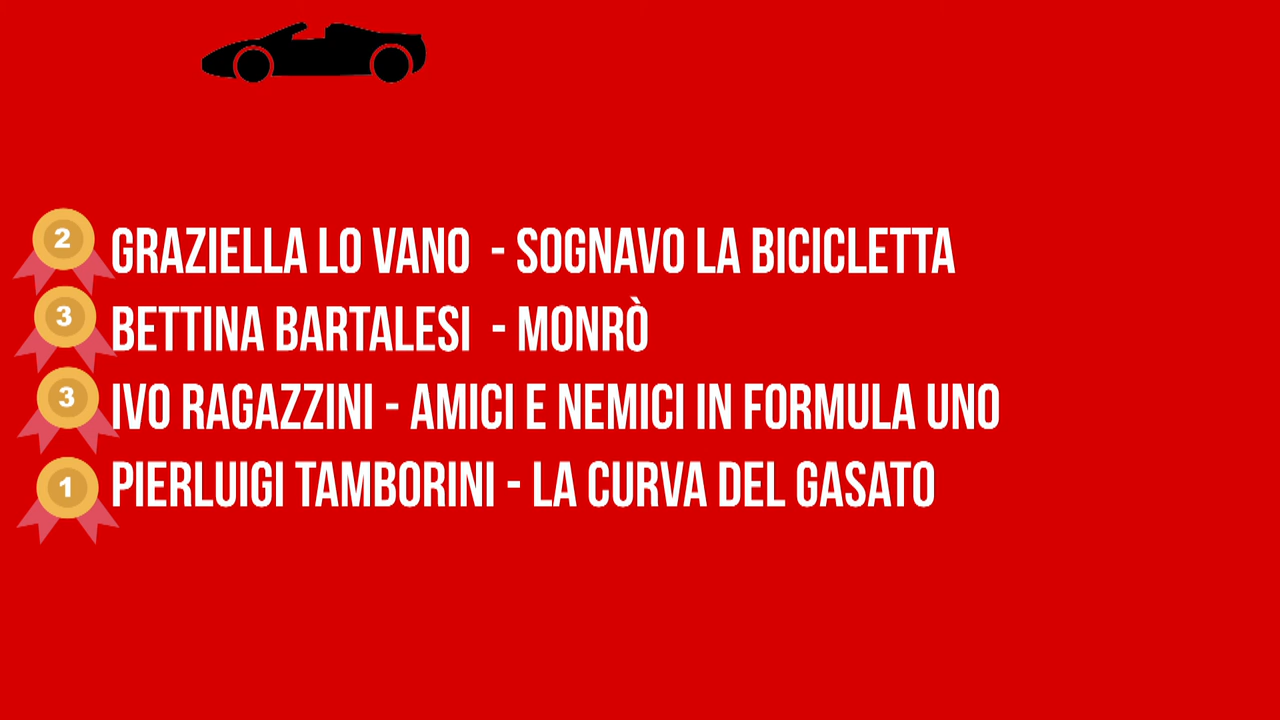 2 GRAZIELLA LO VANO - SOGNAVO LA BICICLETTA
3 BETTINA BARTALESI - MONRÒ
3 IVO RAGAZZINI - AMICI E NEMICI IN FORMULA UNO
1 PIERLUIGI TAMBORINI - LA CURVA DEL GASATO